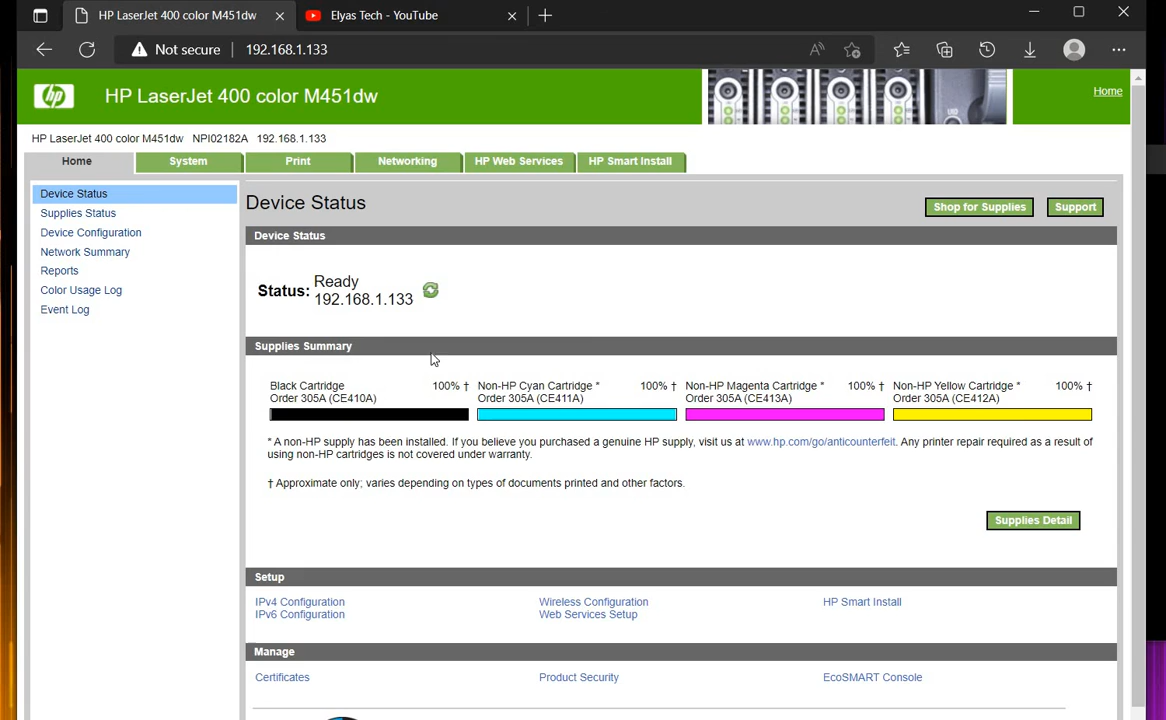 HP LaserJet 400 color M451dw
Elyas Tech - YouTube
Not secure
192.168.1.133
hp
HP LaserJet 400 color M451dw
Home
HP LaserJet 400 color M451dw NPI02182A 192.168.1.133
Home
System
Print
Networking
HP Web Services
HP Smart Install
Device Status
Supplies Status
Device Configuration
Network Summary
Reports
Color Usage Log
Event Log
Device Status
Shop for Supplies
Support
Device Status
Status:
Ready
192.168.1.133
Supplies Summary
Black Cartridge 100% †
Order 305A (CE410A)
Non-HP Cyan Cartridge * 100% †
Order 305A (CE411A)
Non-HP Magenta Cartridge * 100% †
Order 305A (CE413A)
Non-HP Yellow Cartridge * 100% †
Order 305A (CE412A)
* A non-HP supply has been installed. If you believe you purchased a genuine HP supply, visit us at www.hp.com/go/anticounterfeit. Any printer repair required as a result of
using non-HP cartridges is not covered under warranty.
† Approximate only; varies depending on types of documents printed and other factors.
Supplies Detail
Setup
IPv4 Configuration
Wireless Configuration
HP Smart Install
IPv6 Configuration
Web Services Setup
Manage
Certificates
Product Security
EcoSMART Console